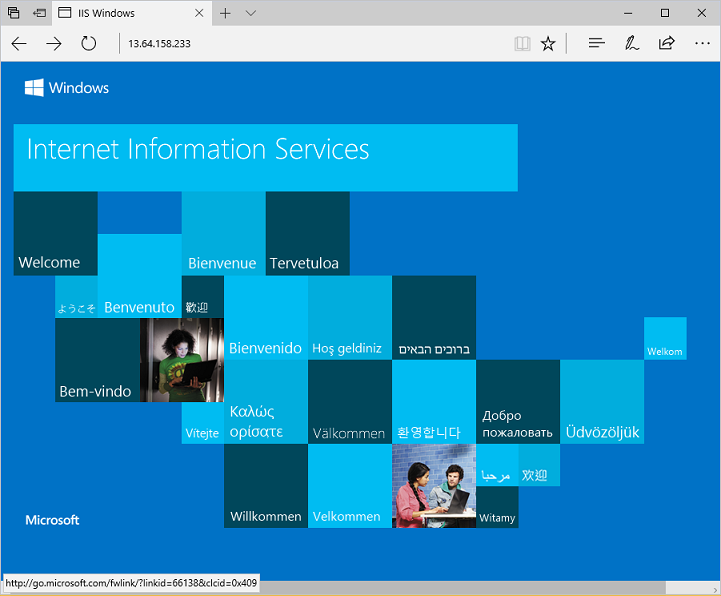 IIS Windows
13.64.158.233
Windows
Internet Information Services
Welcome
Bienvenue
Tervetuloa
ようこそ
Benvenuto
歡迎
Bienvenido
Hoş geldiniz
ברוכים הבאים
Welkom
Bem-vindo
Vítejte
Καλώς
ορίσατε
Välkommen
환영합니다
Добро
пожаловать
Üdvözöljük
مرحبا
欢迎
Willkommen
Velkommen
Witamy
Microsoft
http://go.microsoft.com/fwlink/?linkid=66138&clcid=0x409